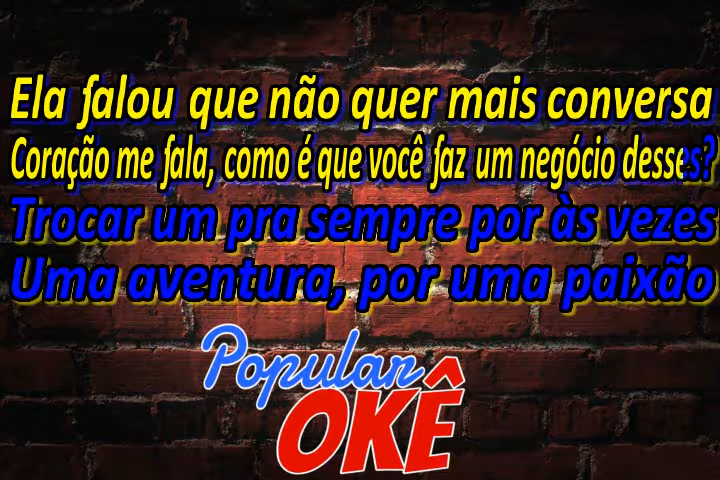 Ela falou que não quer mais conversa
Coração me fala, como é que você faz um negócio desses?
Trocar um pra sempre por às vezes
Uma aventura, por uma paixão
Popular
OKÊ